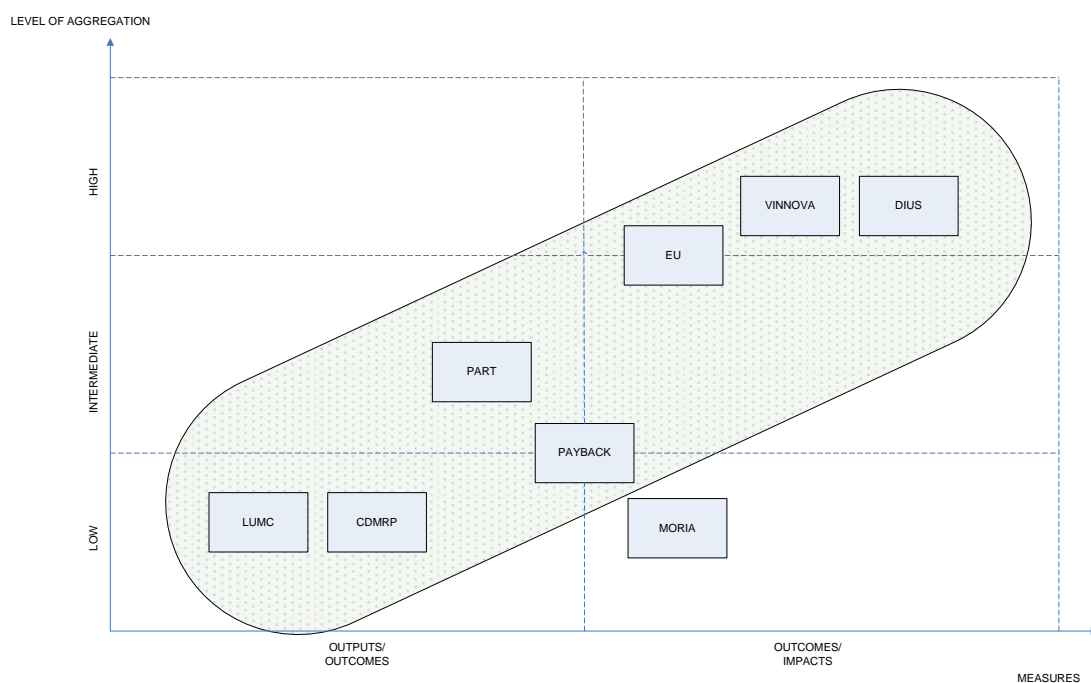 LEVEL OF AGGREGATION
HIGH
VINNOVA
DIUS
EU
INTERMEDIATE
PART
PAYBACK
LOW
LUMC
CDMRP
MORIA
OUTPUTS/
OUTCOMES
OUTCOMES/
IMPACTS
MEASURES